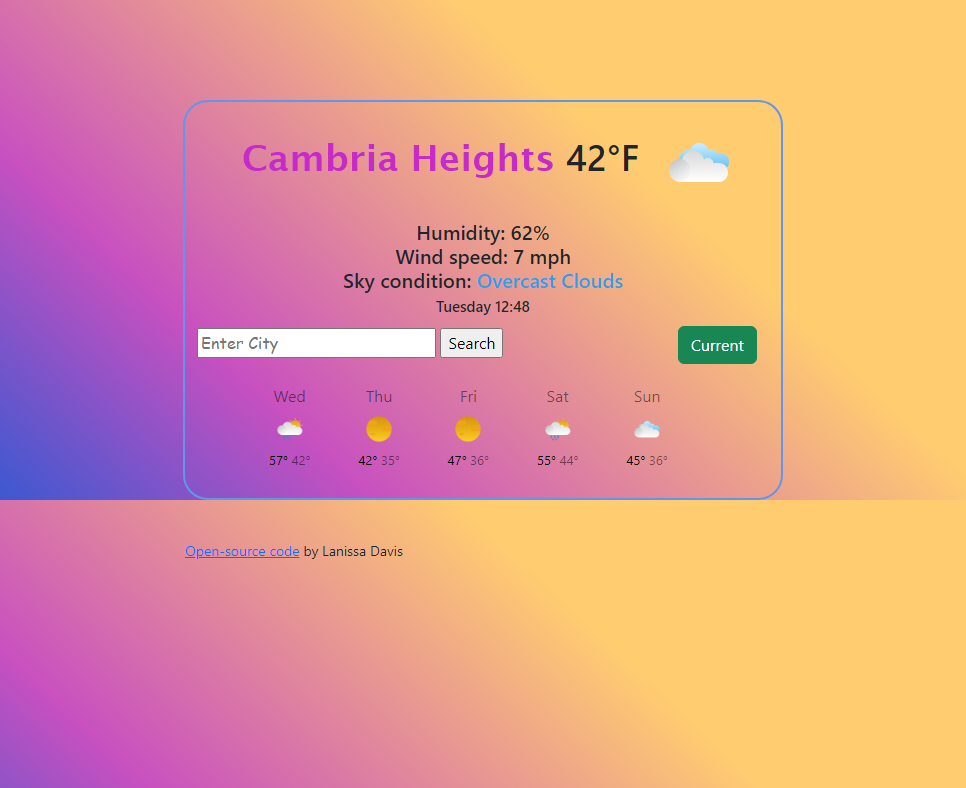 Cambria Heights 42°F
Humidity: 62%
Wind speed: 7 mph
Sky condition: Overcast Clouds
Tuesday 12:48
Enter City Search Current
Wed Thu Fri Sat Sun
57° 42° 42° 35° 47° 36° 55° 44° 45° 36°
Open-source code by Lanissa Davis